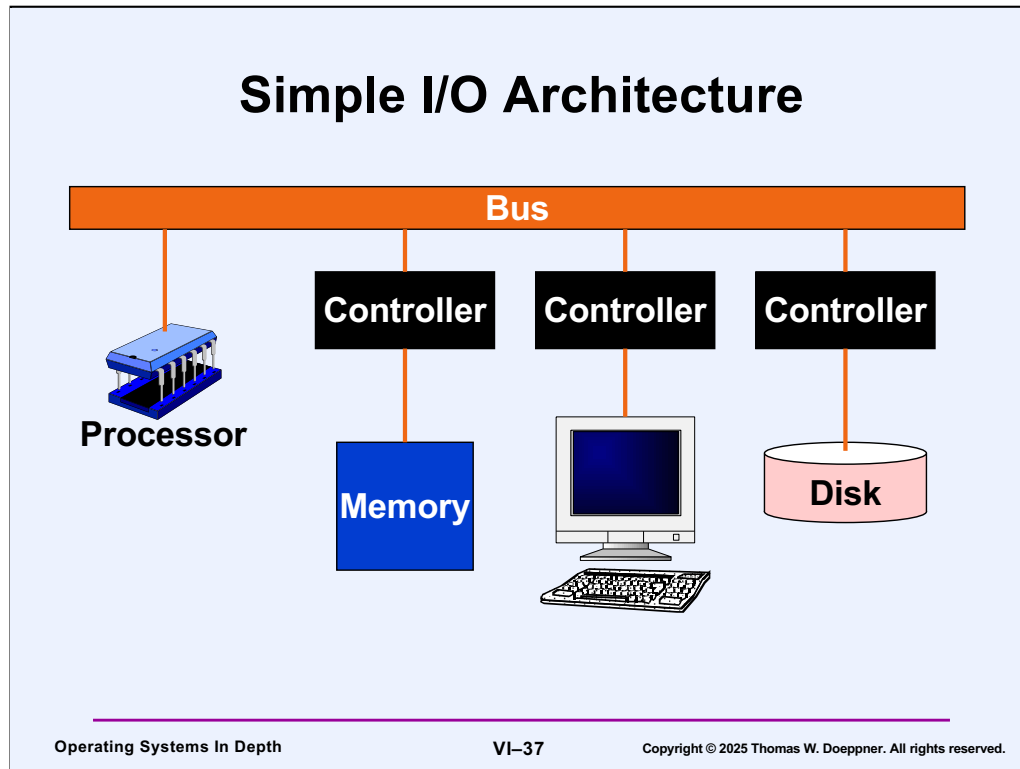 Simple I/O Architecture
Bus
Controller
Controller
Controller
Processor
Memory
Disk
Operating Systems In Depth
VI–37
Copyright © 2025 Thomas W. Doeppner. All rights reserved.